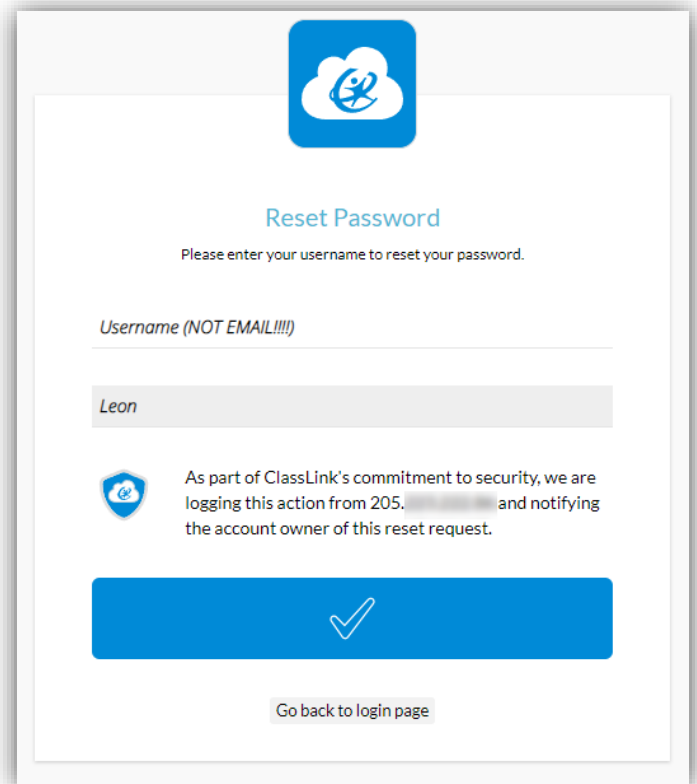 Reset Password
Please enter your username to reset your password.
Username (NOT EMAIL!!!!)
Leon
As part of ClassLink's commitment to security, we are
logging this action from 205. and notifying
the account owner of this reset request.
Go back to login page